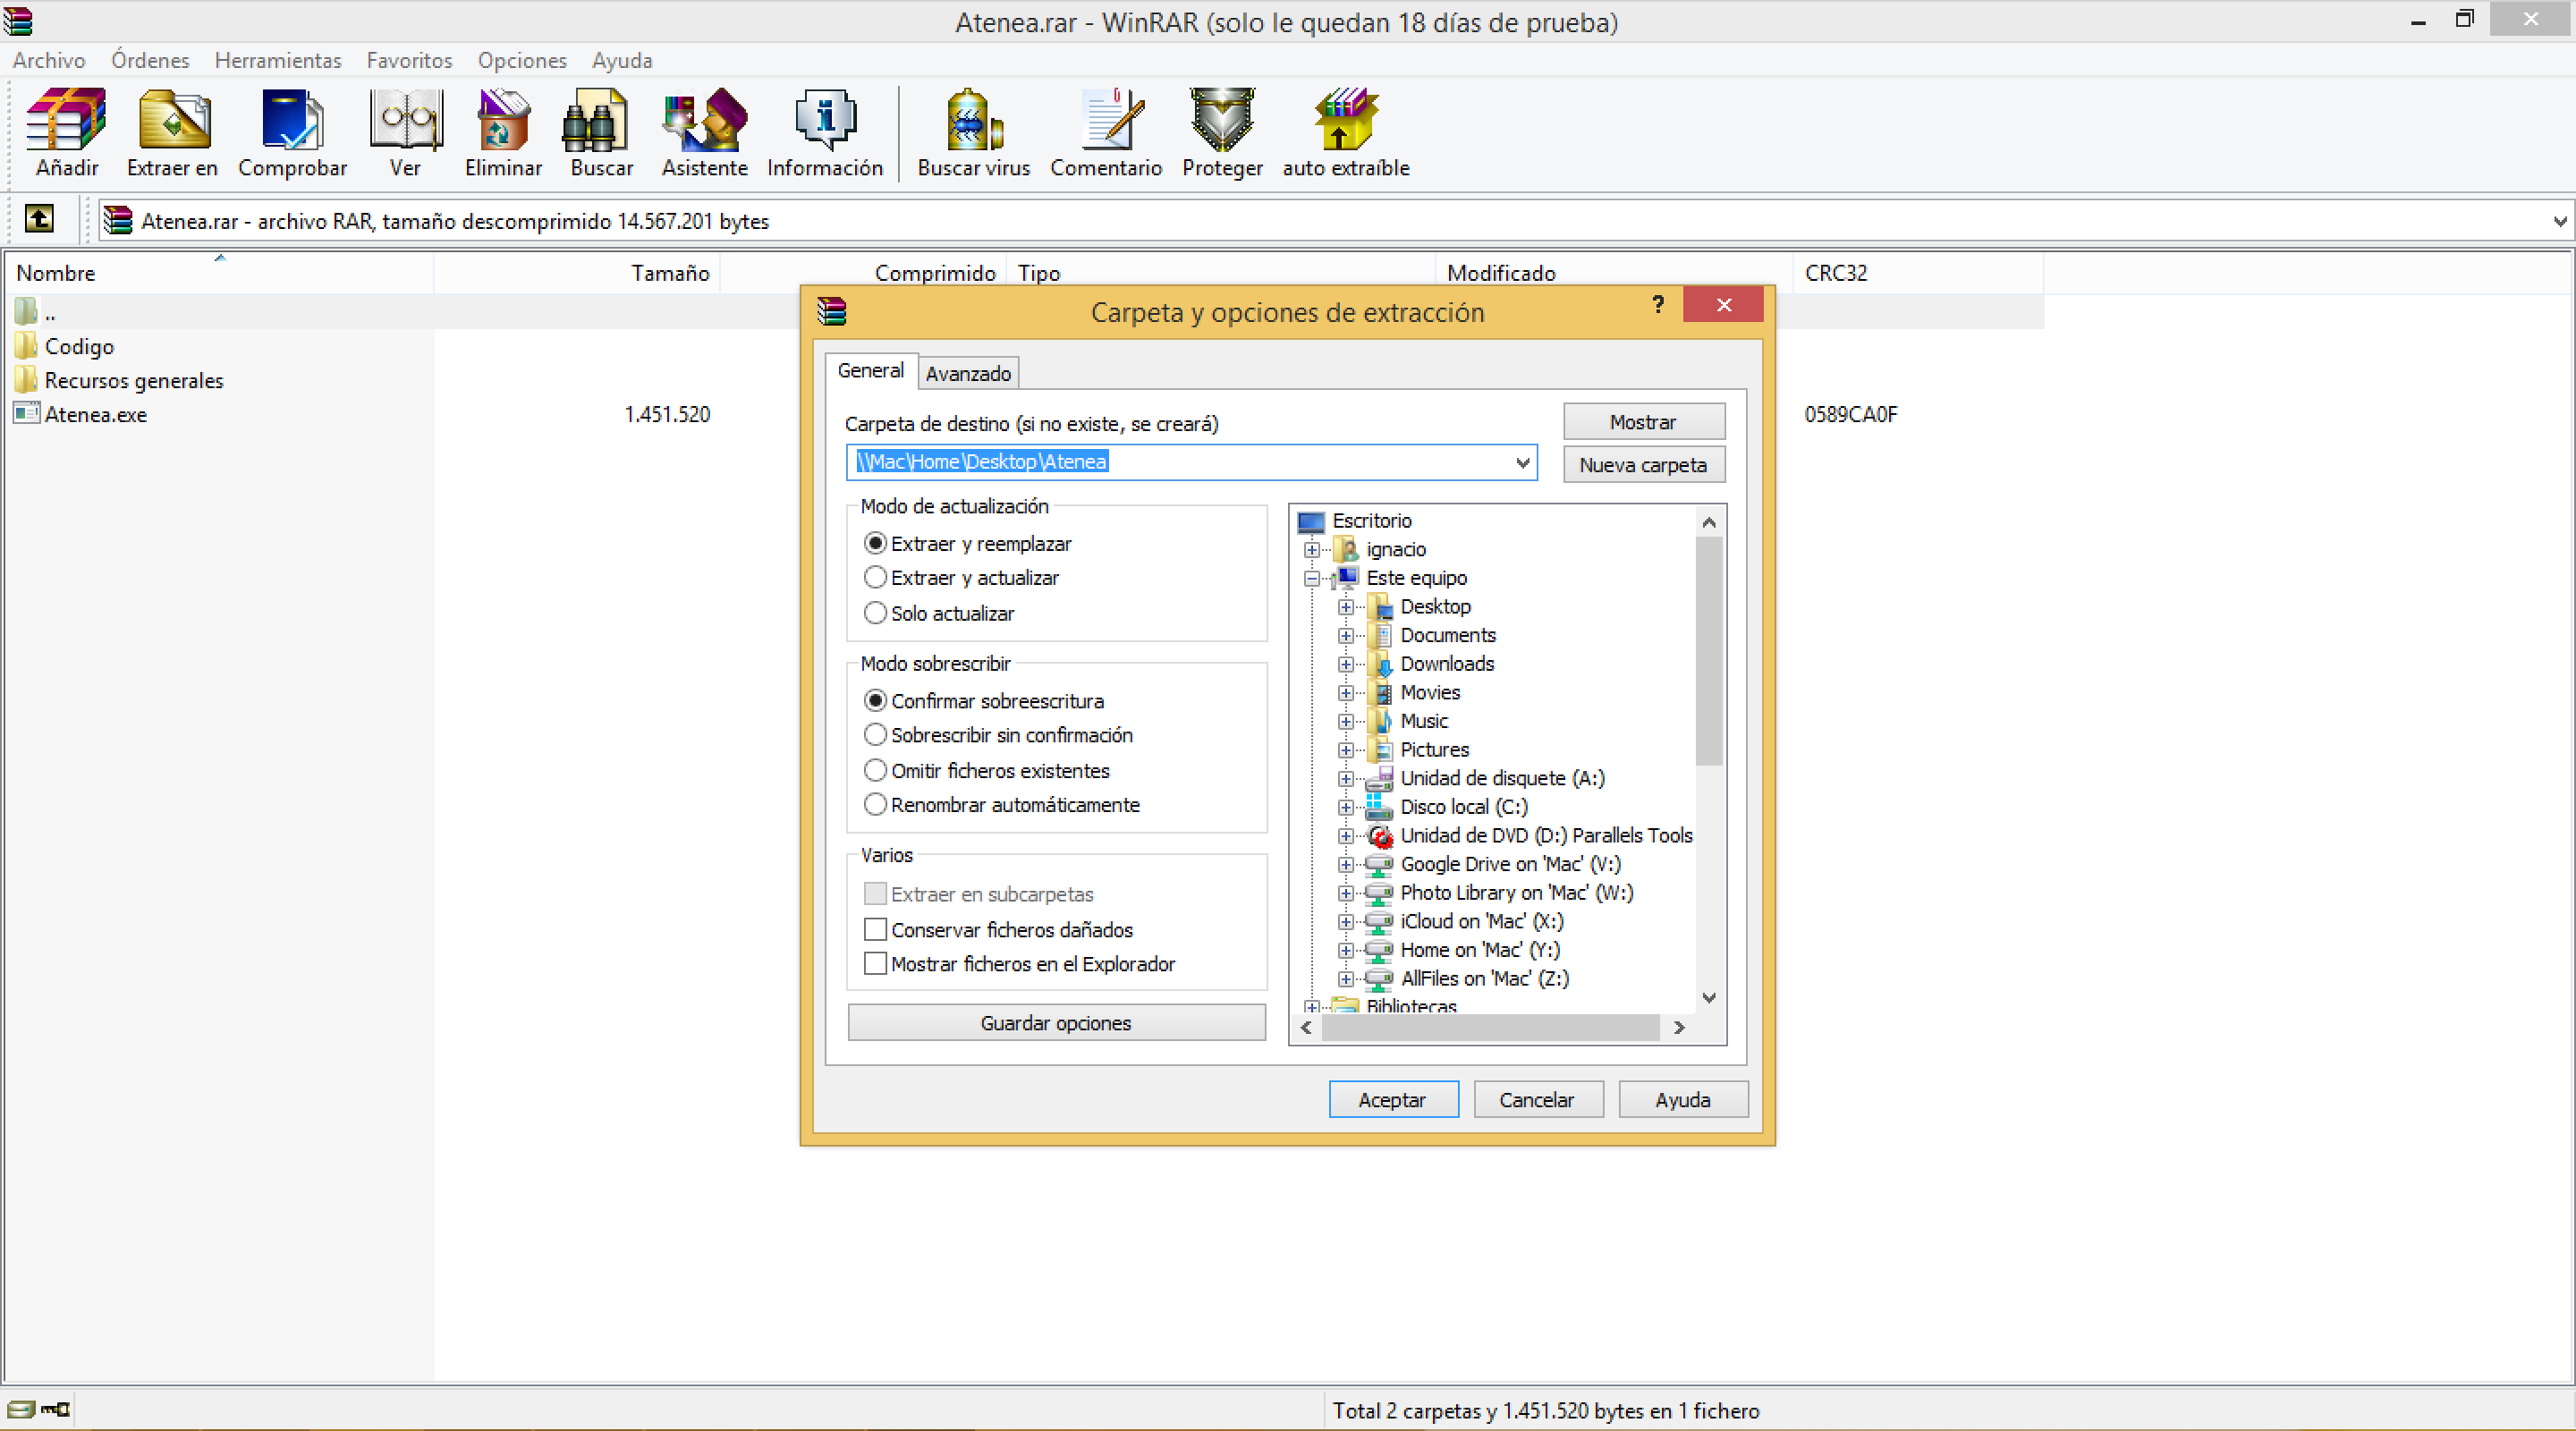 Atenea.rar - WinRAR (solo le quedan 18 días de prueba)
Archivo Órdenes Herramientas Favoritos Opciones Ayuda
Añadir Extraer en Comprobar Ver Eliminar Buscar Asistente Información Buscar virus Comentario Proteger auto extraíble
Atenea.rar - archivo RAR, tamaño descomprimido 14.567.201 bytes
Nombre Tamaño Comprimido Tipo Modificado CRC32
..
Codigo
Recursos generales
Atenea.exe 1.451.520 0589CA0F
Carpeta y opciones de extracción
?
General Avanzado
Carpeta de destino (si no existe, se creará)
Mostrar
\\Mac\Home\Desktop\Atenea
Nueva carpeta
Modo de actualización
Extraer y reemplazar
Extraer y actualizar
Solo actualizar
Modo sobrescribir
Confirmar sobreescritura
Sobrescribir sin confirmación
Omitir ficheros existentes
Renombrar automáticamente
Varios
Extraer en subcarpetas
Conservar ficheros dañados
Mostrar ficheros en el Explorador
Guardar opciones
Escritorio
ignacio
Este equipo
Desktop
Documents
Downloads
Movies
Music
Pictures
Unidad de disquete (A:)
Disco local (C:)
Unidad de DVD (D:) Parallels Tools
Google Drive on 'Mac' (V:)
Photo Library on 'Mac' (W:)
iCloud on 'Mac' (X:)
Home on 'Mac' (Y:)
AllFiles on 'Mac' (Z:)
Bibliotecas
Aceptar Cancelar Ayuda
Total 2 carpetas y 1.451.520 bytes en 1 fichero